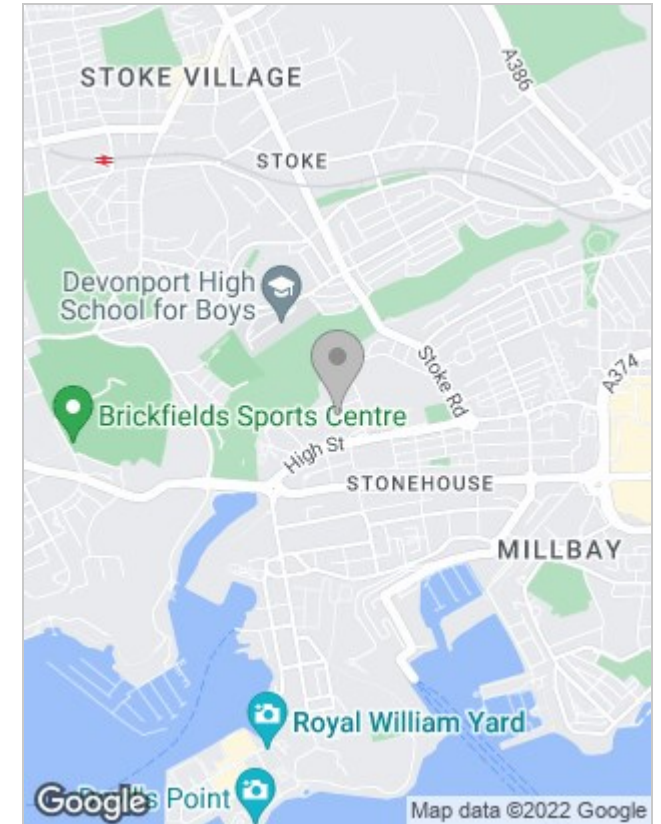 STOKE VILLAGE
A386
STOKE
Devonport High
School for Boys
Stoke Rd
A374
Brickfields Sports Centre
High St
STONEHOUSE
MILLBAY
Royal William Yard
Point
Google
Map data ©2022 Google